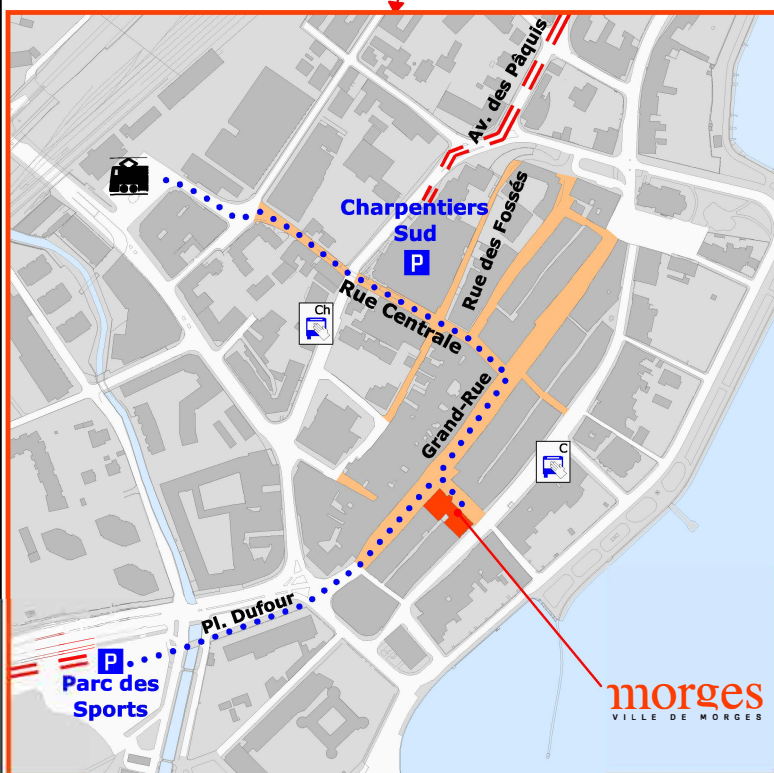 Av. des Pâquis
Charpentiers
Sud
P
Rue des Fossés
Rue Centrale
Ch
Grand-Rue
C
Pl. Dufour
P
Parc des
Sports
morges
VILLE DE MORGES